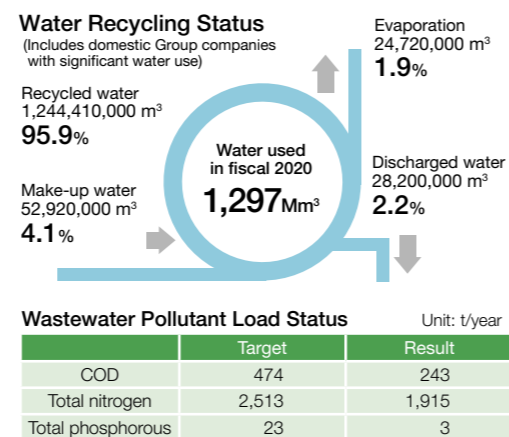 Water Recycling Status
(Includes domestic Group companies
with significant water use)
Recycled water
1,244,410,000 m³
95.9%
Make-up water
52,920,000 m³
4.1%
Water used
in fiscal 2020
1,297Mm³
Evaporation
24,720,000 m³
1.9%
Discharged water
28,200,000 m³
2.2%
Wastewater Pollutant Load Status Unit: t/year
Target Result
COD 474 243
Total nitrogen 2,513 1,915
Total phosphorous 23 3